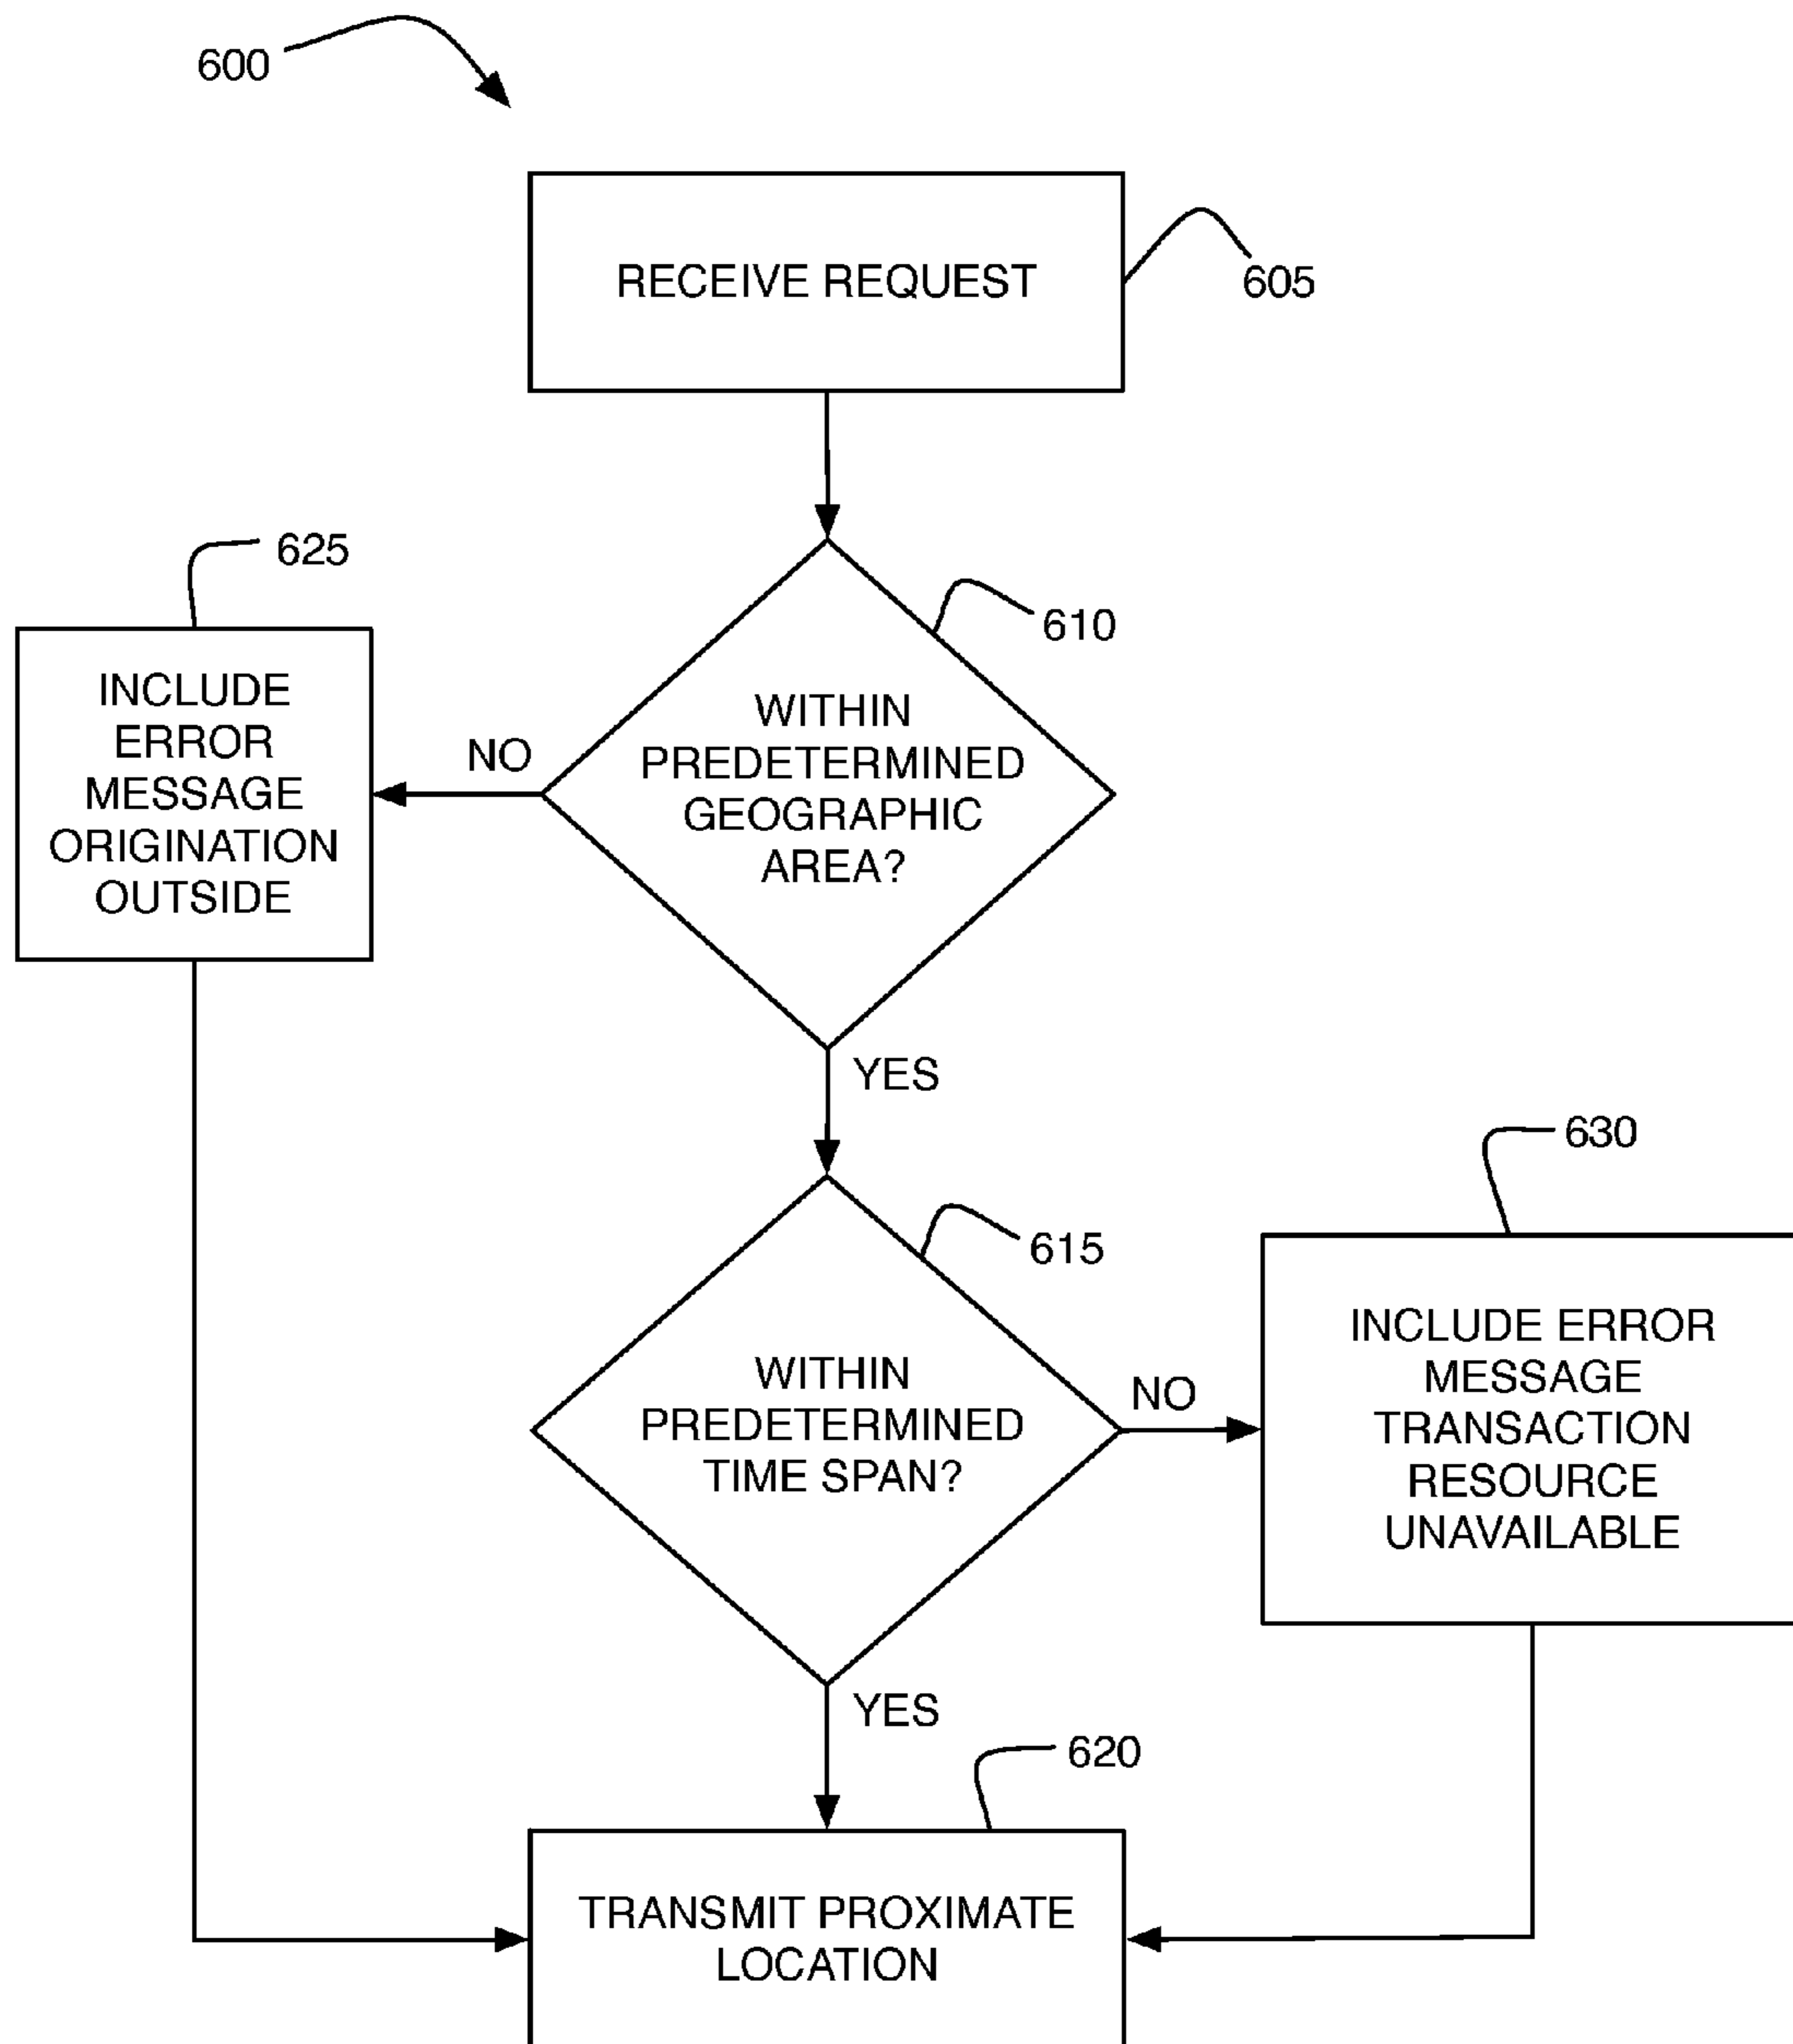 600
RECEIVE REQUEST
605
625
610
INCLUDE
ERROR
MESSAGE
ORIGINATION
OUTSIDE
NO
WITHIN
PREDETERMINED
GEOGRAPHIC
AREA?
YES
630
615
WITHIN
PREDETERMINED
TIME SPAN?
NO
INCLUDE ERROR
MESSAGE
TRANSACTION
RESOURCE
UNAVAILABLE
YES
620
TRANSMIT PROXIMATE
LOCATION